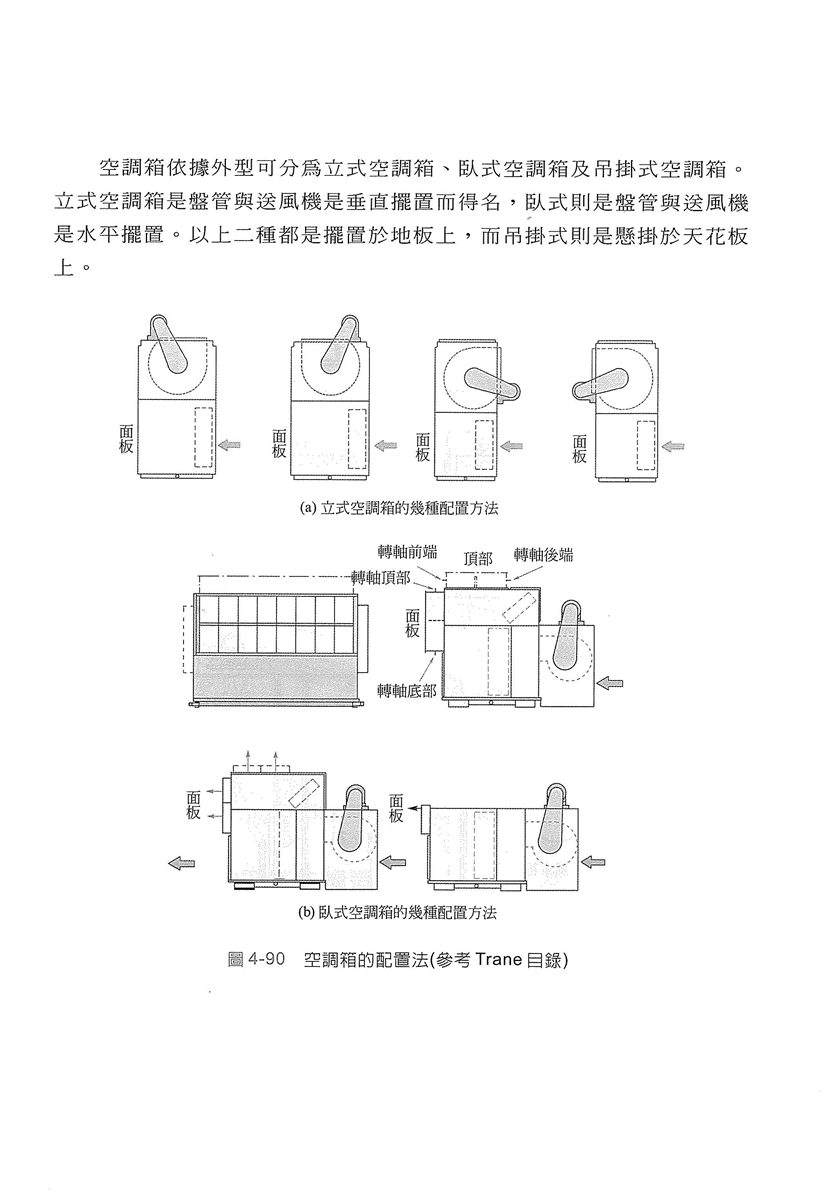 空調箱依據外型可分為立式空調箱、臥式空調箱及吊掛式空調箱。
立式空調箱是盤管與送風機是垂直擺置而得名，臥式則是盤管與送風機
是水平擺置。以上二種都是擺置於地板上，而吊掛式則是懸掛於天花板
上。
面板
面板
面板
面板
(a) 立式空調箱的幾種配置方法
轉軸前端
頂部
轉軸後端
轉軸頂部
面板
轉軸底部
面板
面板
(b) 臥式空調箱的幾種配置方法
圖 4-90 空調箱的配置法(參考 Trane 目錄)